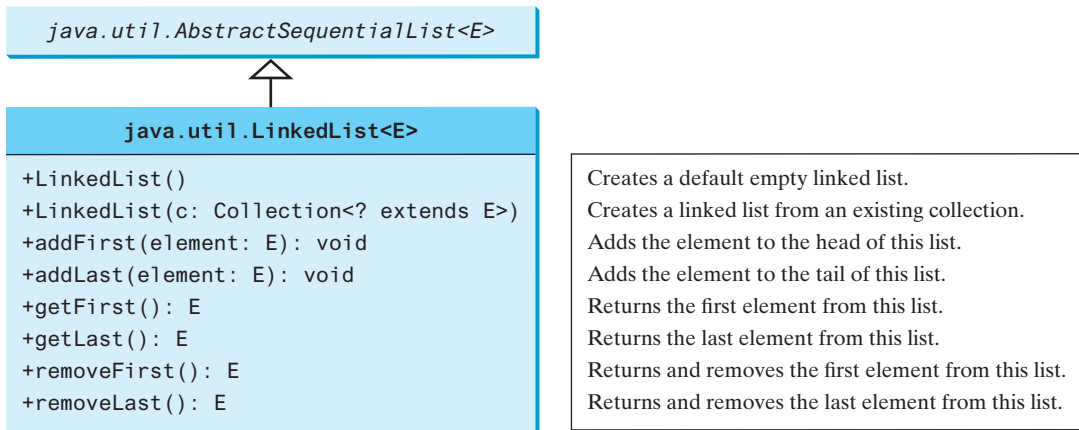 java.util.AbstractSequentialList<E>
java.util.LinkedList<E>
+LinkedList()
+LinkedList(c: Collection<? extends E>)
+addFirst(element: E): void
+addLast(element: E): void
+getFirst(): E
+getLast(): E
+removeFirst(): E
+removeLast(): E
Creates a default empty linked list.
Creates a linked list from an existing collection.
Adds the element to the head of this list.
Adds the element to the tail of this list.
Returns the first element from this list.
Returns the last element from this list.
Returns and removes the first element from this list.
Returns and removes the last element from this list.